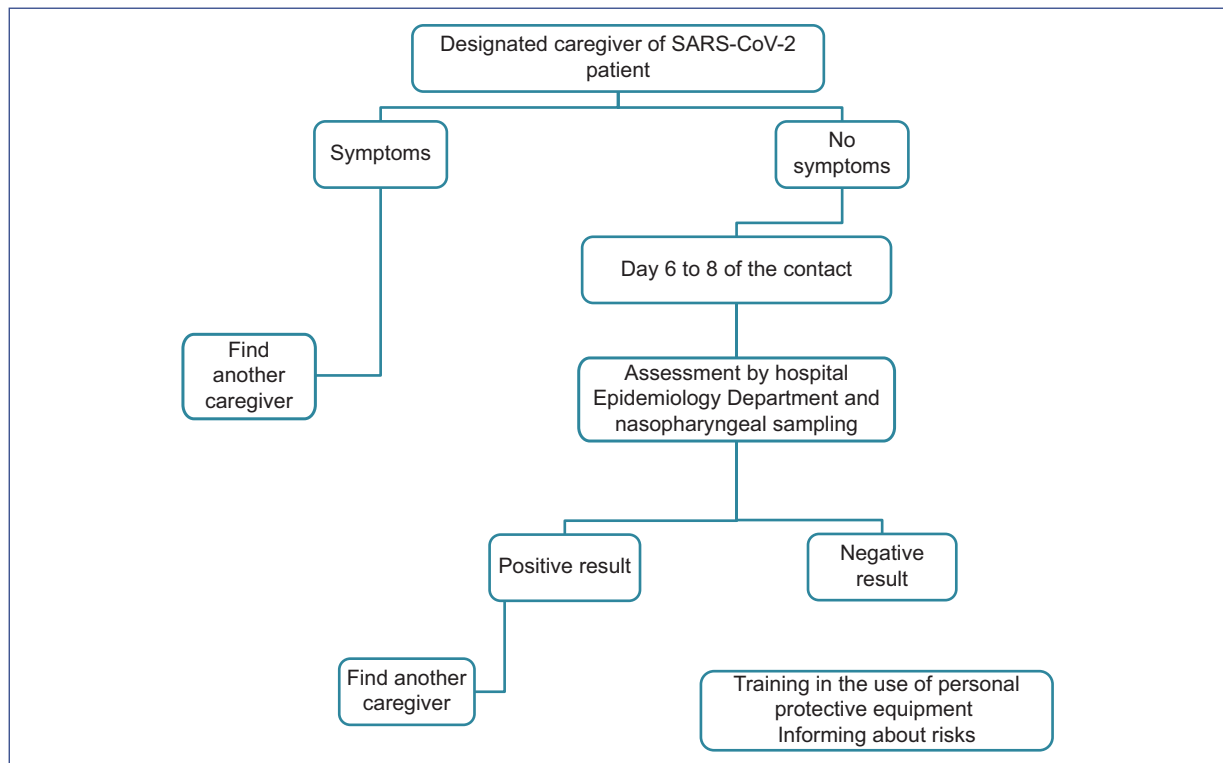 Designated caregiver of SARS-CoV-2
patient
Symptoms
No
symptoms
Day 6 to 8 of the contact
Find
another
caregiver
Assessment by hospital
Epidemiology Department and
nasopharyngeal sampling
Positive result
Negative
result
Find another
caregiver
Training in the use of personal
protective equipment
Informing about risks